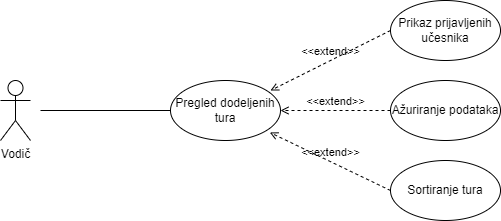 Prikaz prijavljenih
učesnika
<<extend>>
Pregled dodeljenih
tura
<<extend>>
Ažuriranje podataka
Vodič
<<extend>>
Sortiranje tura